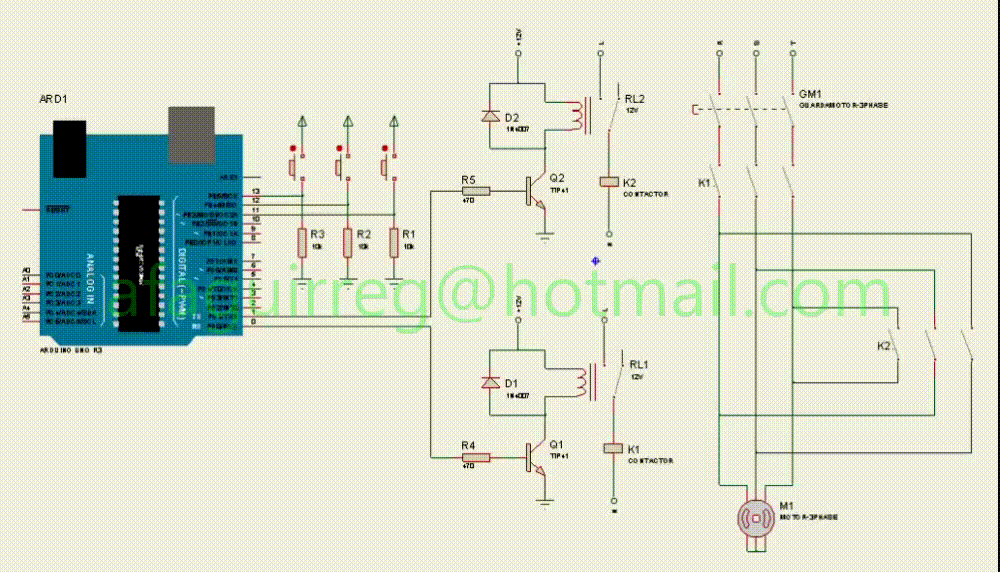 ARD1
ARDUINO UNO R3
RESET
AREF
13
12
11
10
9
8
7
6
5
4
3
2
1
0
A0
A1
A2
A3
A4
A5
ANALOG IN
DIGITAL (~PWM)
TX
RX
R3
10k
R2
10k
R1
10k
R5
470
R4
470
+12V
L
D2
1N4007
RL2
12V
Q2
TIP41
K2
CONTACTOR
N
+12V
L
D1
1N4007
RL1
12V
Q1
TIP41
K1
CONTACTOR
N
R
S
T
GM1
GUARDAMOTOR-3PHASE
K1
K2
M1
MOTOR-3PHASE
@hotmail.com